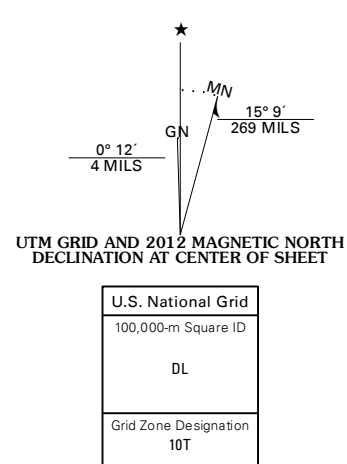 ★
MN
15° 9´
269 MILS
GN
0° 12´
4 MILS
UTM GRID AND 2012 MAGNETIC NORTH
DECLINATION AT CENTER OF SHEET
U.S. National Grid
100,000-m Square ID
DL
Grid Zone Designation
10T